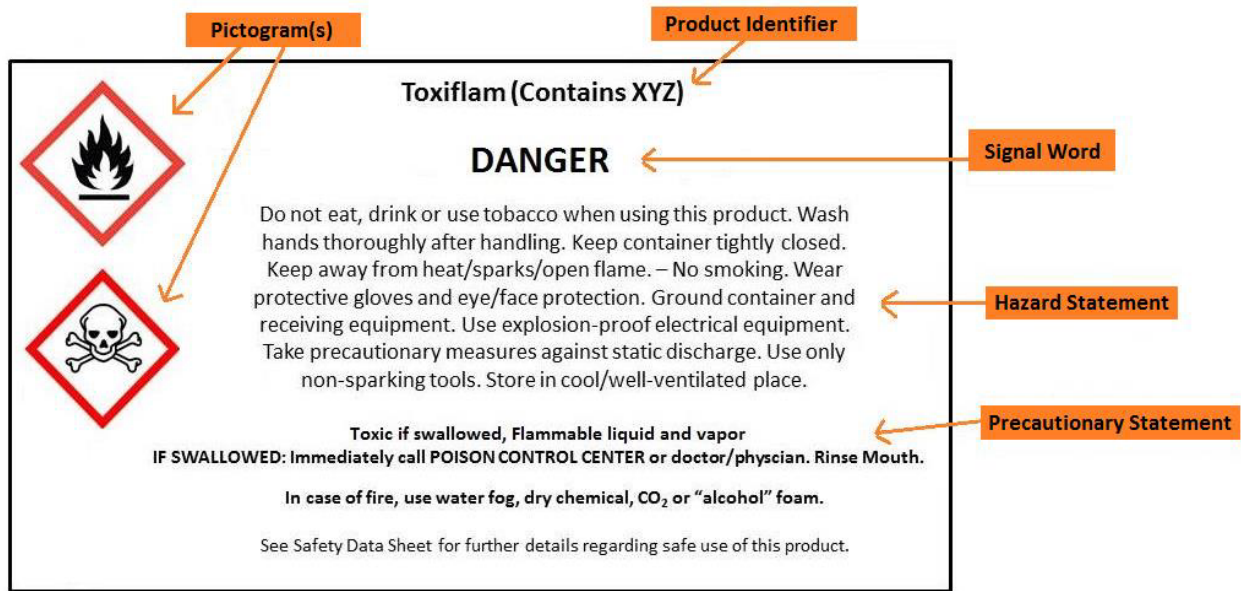 Pictogram(s)
Product Identifier
Toxiflam (Contains XYZ)
DANGER
Signal Word
Do not eat, drink or use tobacco when using this product. Wash
hands thoroughly after handling. Keep container tightly closed.
Keep away from heat/sparks/open flame. – No smoking. Wear
protective gloves and eye/face protection. Ground container and
receiving equipment. Use explosion-proof electrical equipment.
Take precautionary measures against static discharge. Use only
non-sparking tools. Store in cool/well-ventilated place.
Hazard Statement
Toxic if swallowed, Flammable liquid and vapor
Precautionary Statement
IF SWALLOWED: Immediately call POISON CONTROL CENTER or doctor/physcian. Rinse Mouth.
In case of fire, use water fog, dry chemical, CO₂ or “alcohol” foam.
See Safety Data Sheet for further details regarding safe use of this product.